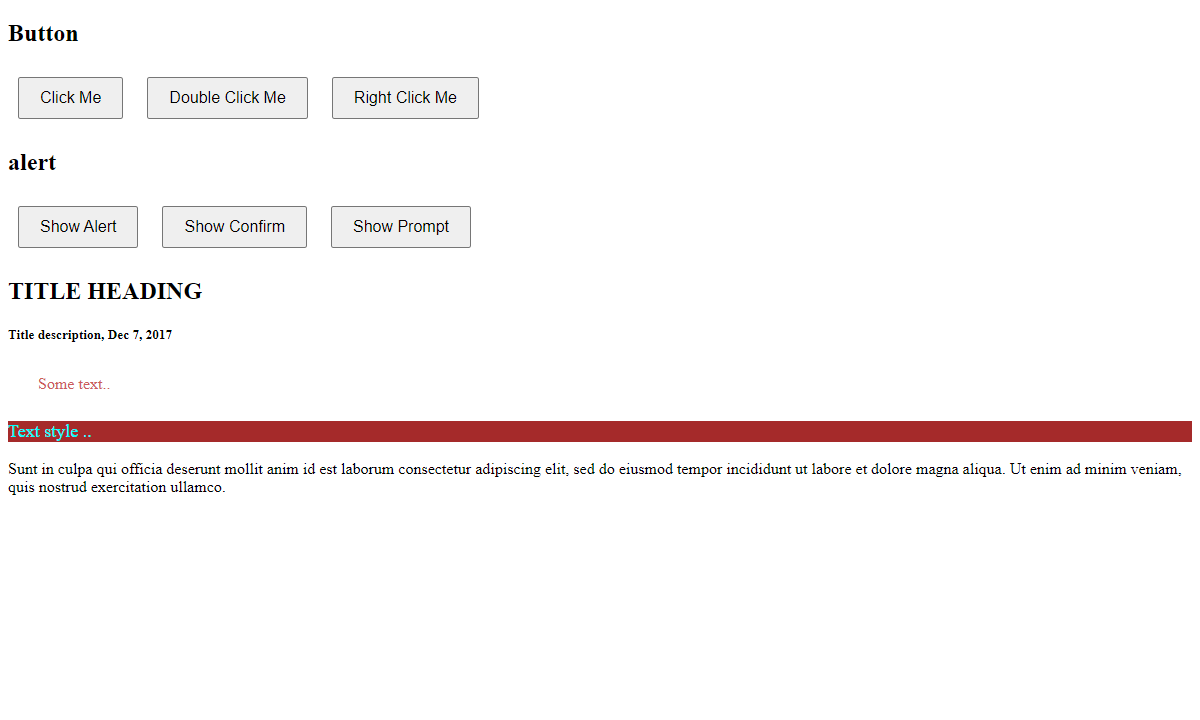 Button
Click Me Double Click Me Right Click Me
alert
Show Alert Show Confirm Show Prompt
TITLE HEADING
Title description, Dec 7, 2017
Some text..
Text style ..
Sunt in culpa qui officia deserunt mollit anim id est laborum consectetur adipiscing elit, sed do eiusmod tempor incididunt ut labore et dolore magna aliqua. Ut enim ad minim veniam,
quis nostrud exercitation ullamco.